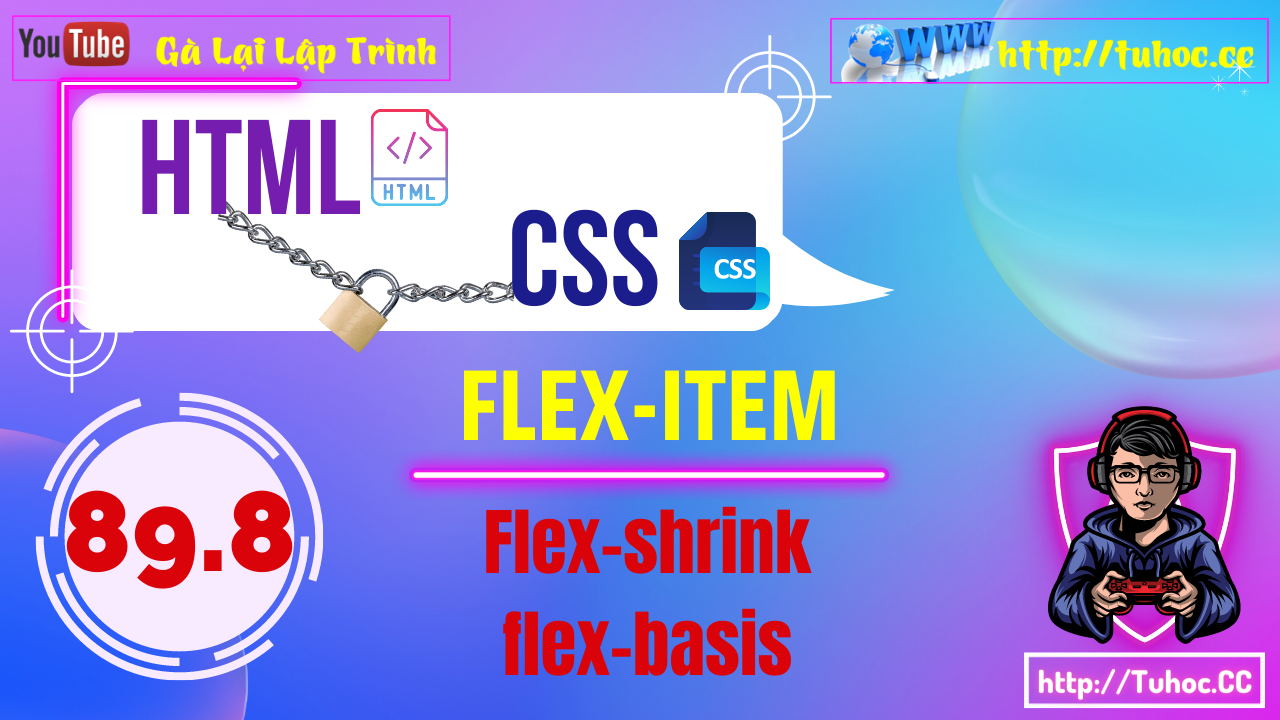 YouTube
Gà Lại Lập Trình
WWW
http://tuhoc.cc
HTML
</>
HTML
CSS
CSS
FLEX-ITEM
89.8
Flex-shrink
flex-basis
http://Tuhoc.CC